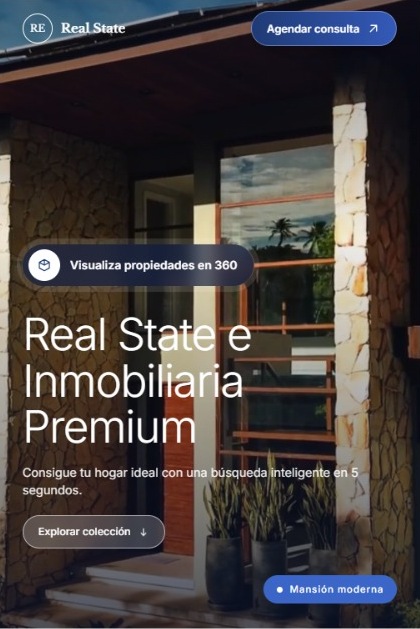 RE Real State
Agendar consulta
Visualiza propiedades en 360
Real State e
Inmobiliaria
Premium
Consigue tu hogar ideal con una búsqueda inteligente en 5
segundos.
Explorar colección
Mansión moderna